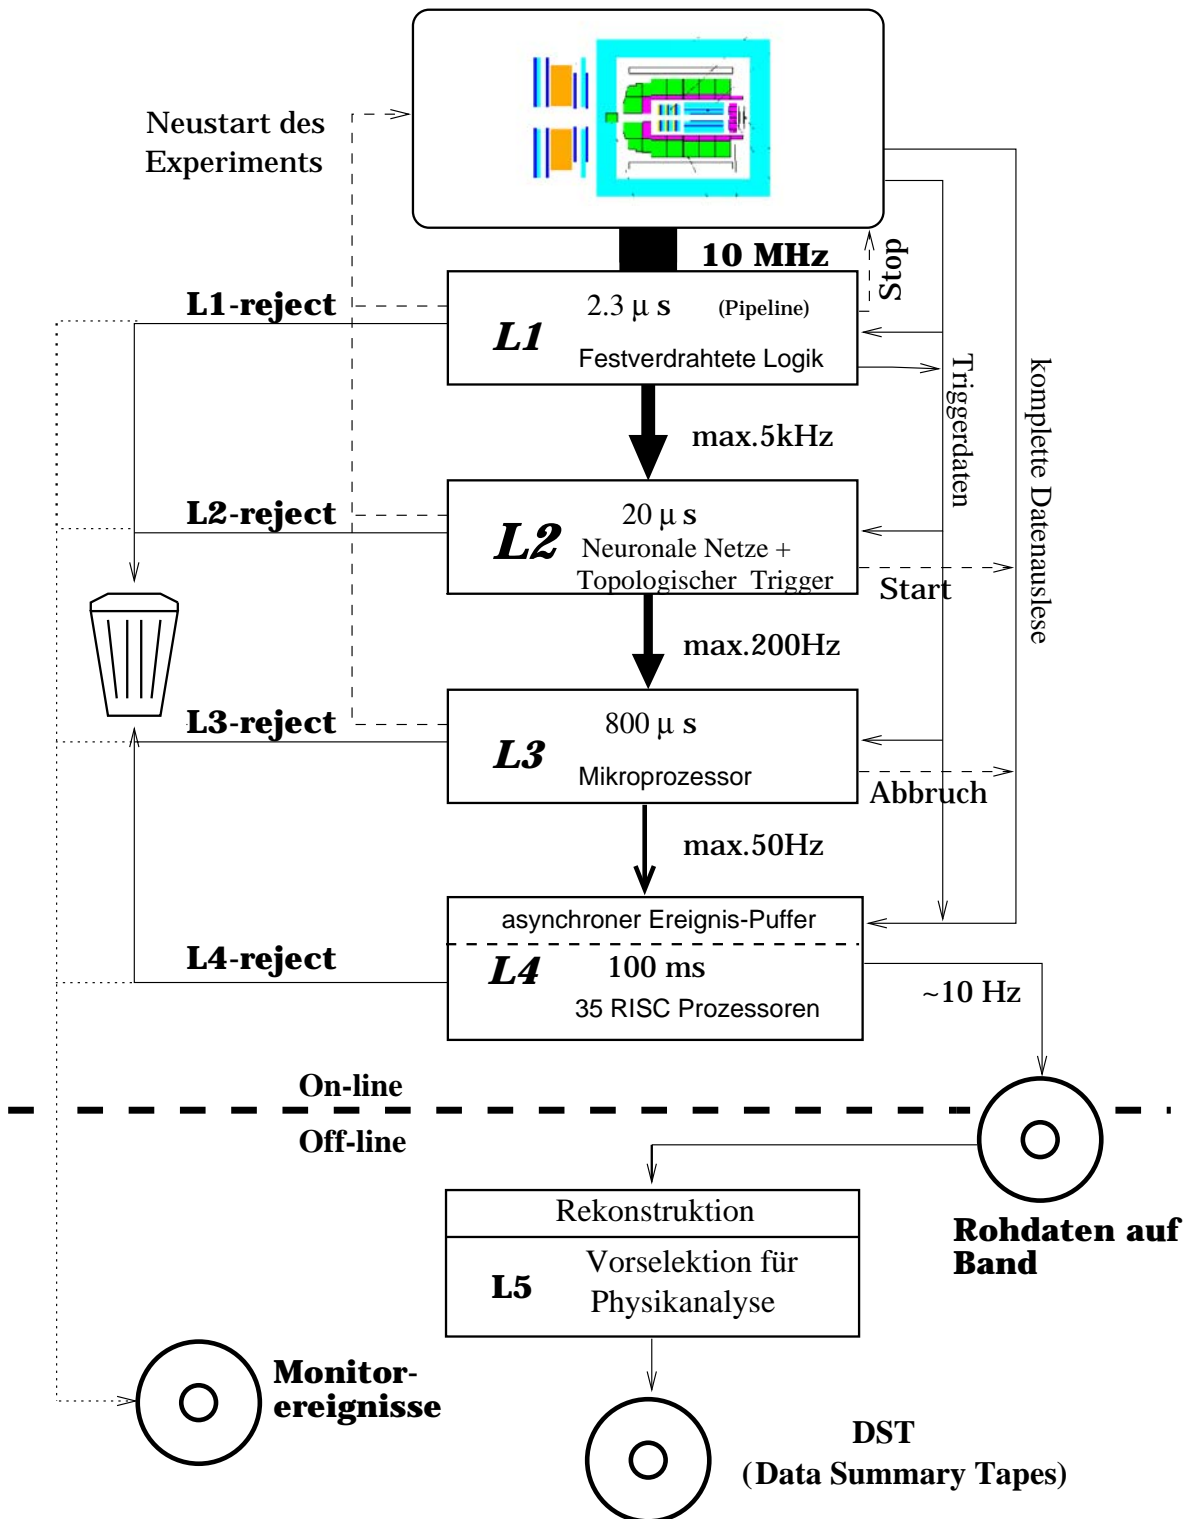 Neustart des
Experiments
10 MHz
Stop
L1-reject
2.3 µ s (Pipeline)
L1
Festverdrahtete Logik
Triggerdaten
komplette Datenauslese
max.5kHz
L2-reject
20 µ s
L2
Neuronale Netze +
Topologischer Trigger
Start
max.200Hz
L3-reject
800 µ s
L3
Mikroprozessor
Abbruch
max.50Hz
asynchroner Ereignis-Puffer
L4-reject
L4
100 ms
35 RISC Prozessoren
~10 Hz
On-line
Off-line
Rekonstruktion
Rohdaten auf
Band
L5
Vorselektion für
Physikanalyse
Monitor-
ereignisse
DST
(Data Summary Tapes)